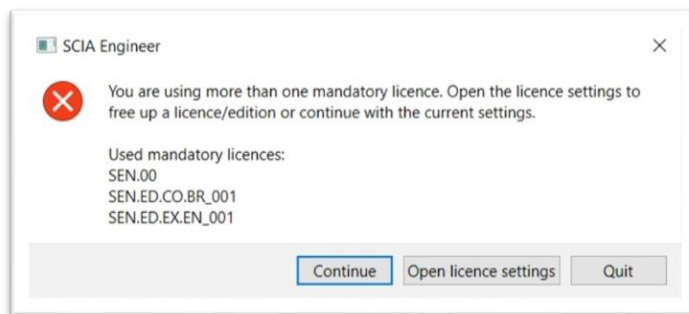 SCIA Engineer
You are using more than one mandatory licence. Open the licence settings to
free up a licence/edition or continue with the current settings.
Used mandatory licences:
SEN.00
SEN.ED.CO.BR_001
SEN.ED.EX.EN_001
Continue
Open licence settings
Quit